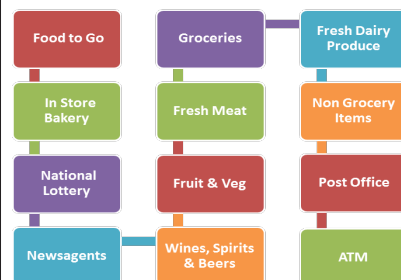 Food to Go
In Store
Bakery
National
Lottery
Newsagents
Wines, Spirits
& Beers
Fruit & Veg
Fresh Meat
Groceries
Fresh Dairy
Produce
Non Grocery
Items
Post Office
ATM